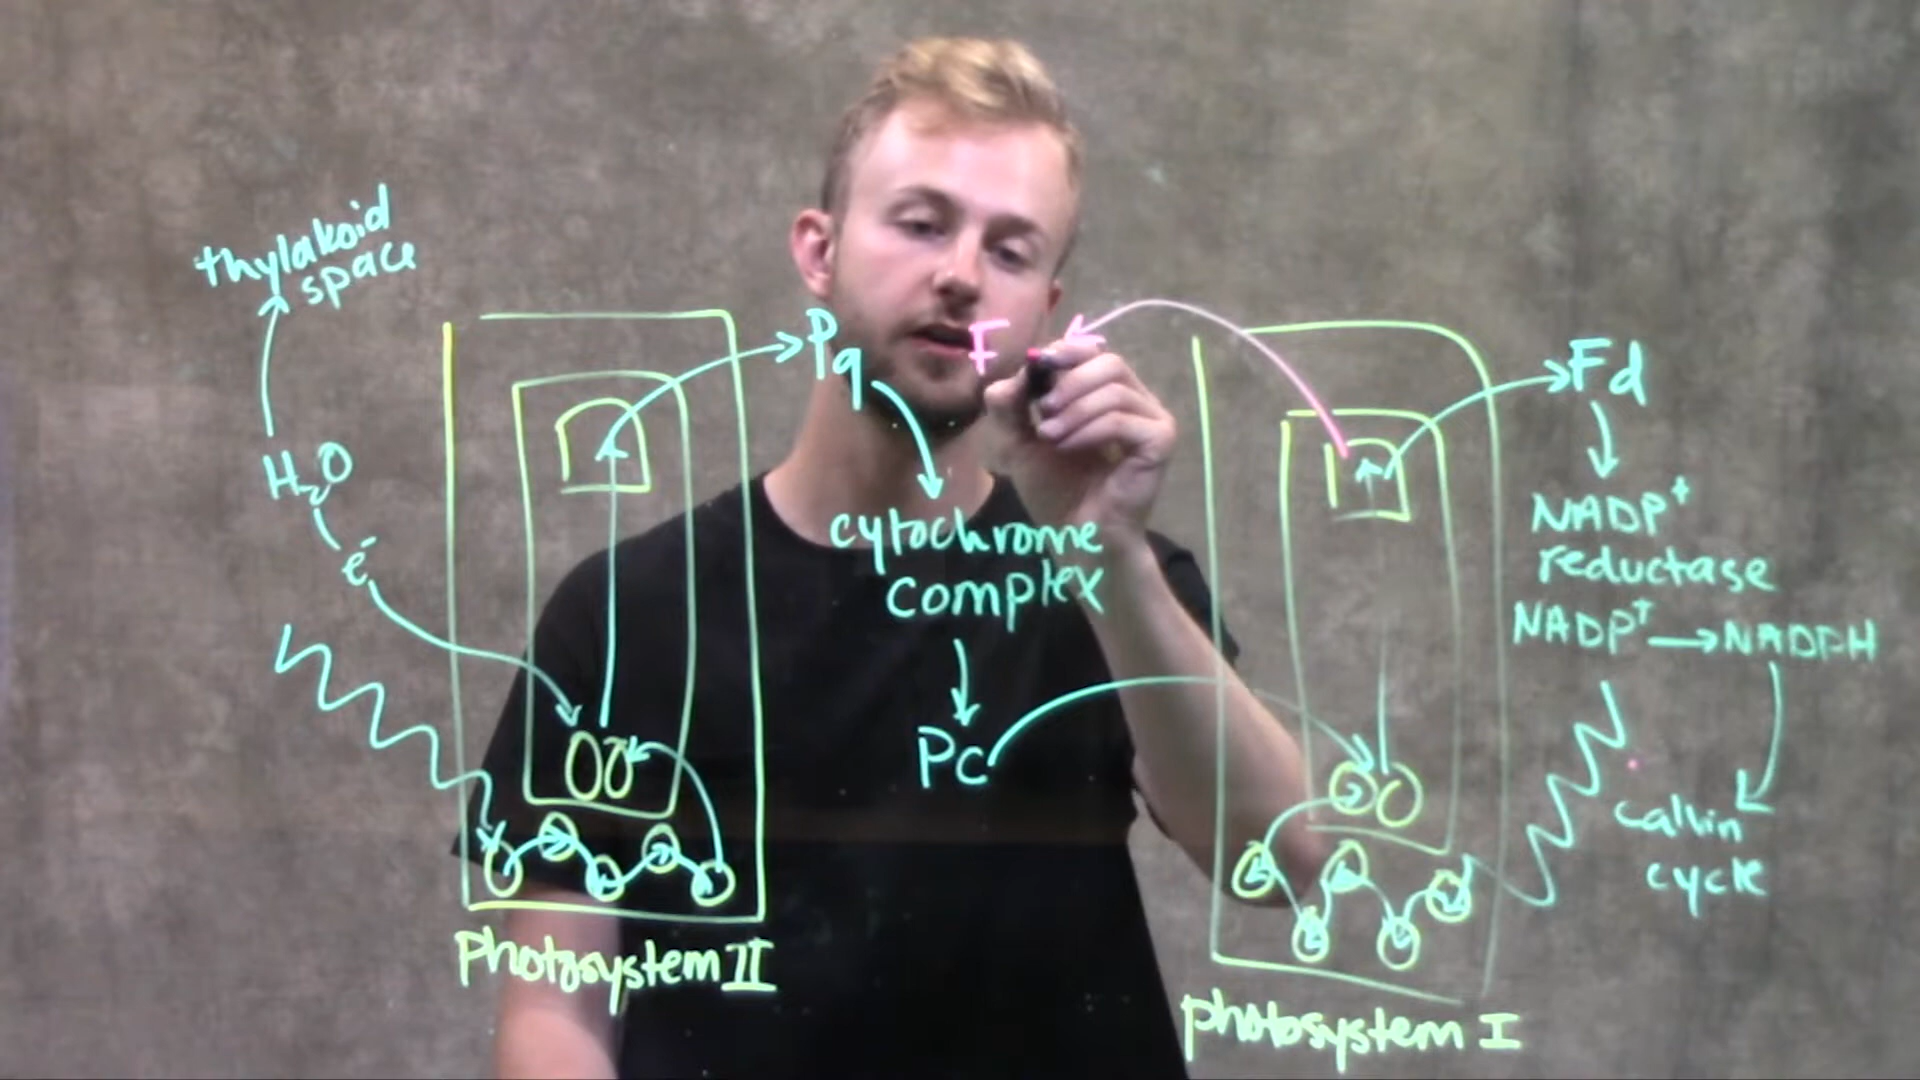 thylakoid
space
H₂O
e⁻
Pq
cytochrome
complex
PC
Photosystem II
F
Fd
NADP⁺
reductase
NADP⁺ → NADPH
calvin
cycle
photosystem I